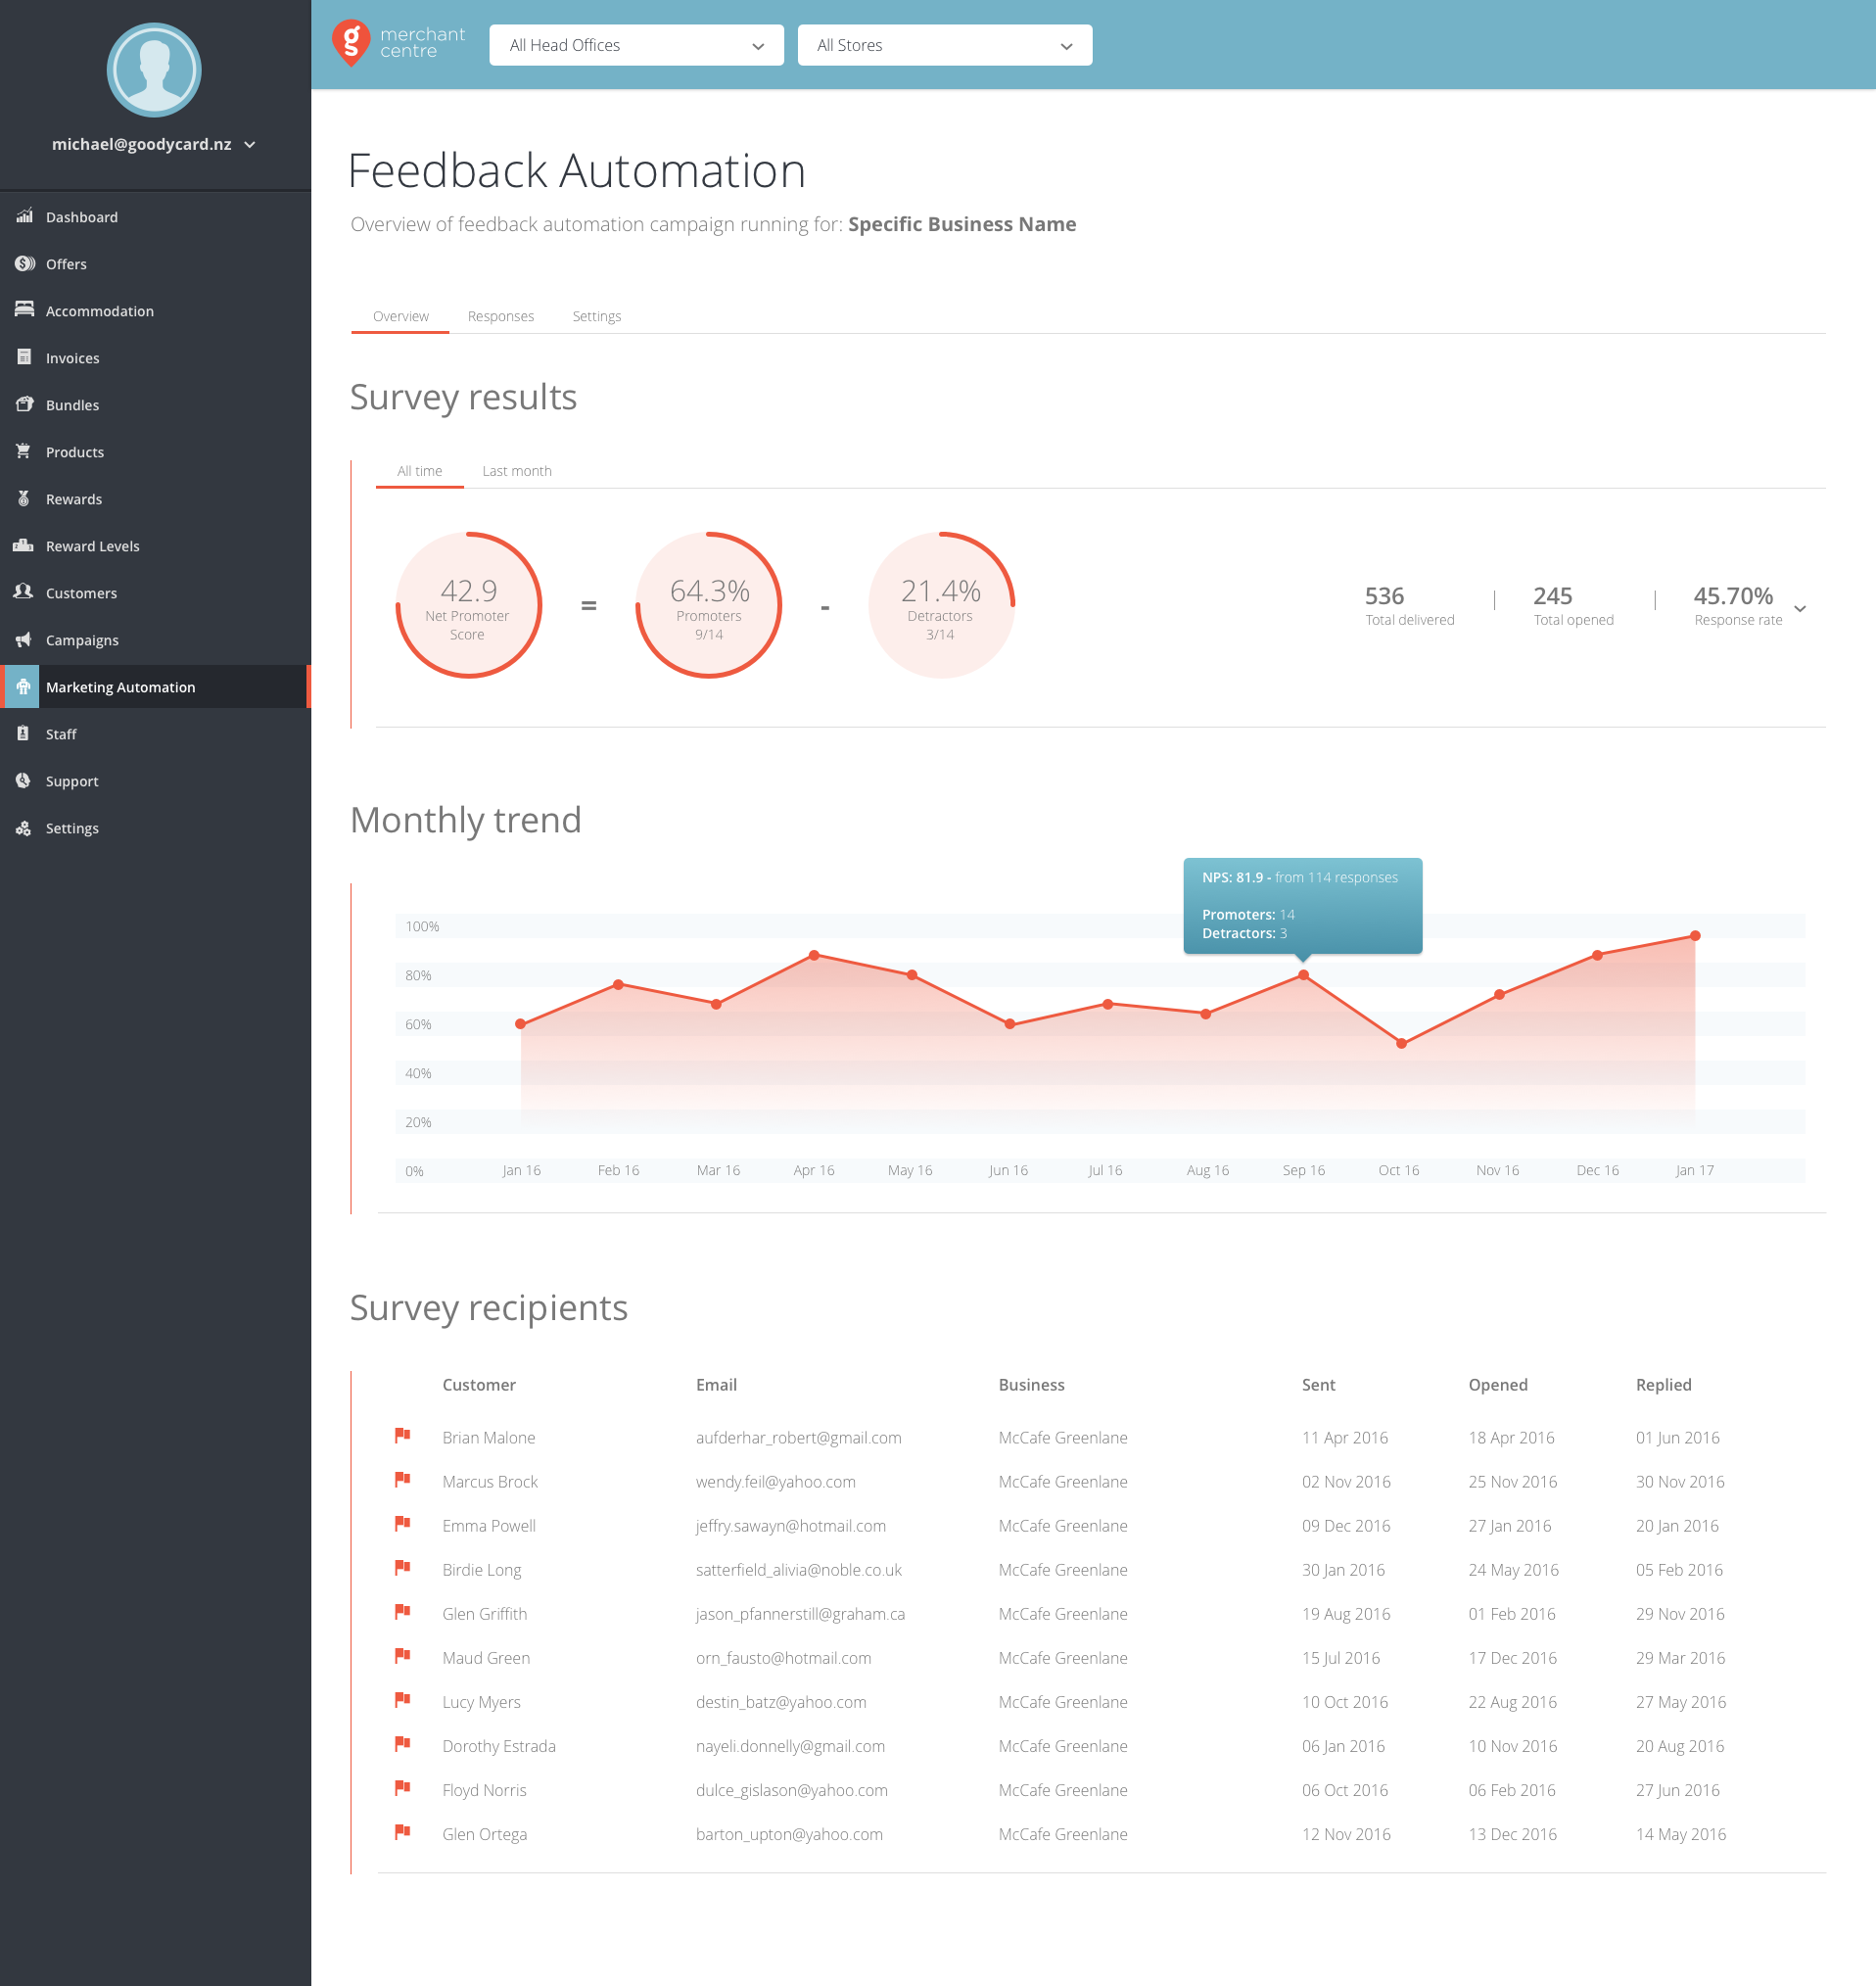 michael@goodycard.nz
Dashboard
Offers
Accommodation
Invoices
Bundles
Products
Rewards
Reward Levels
Customers
Campaigns
Marketing Automation
Staff
Support
Settings
g merchant
centre
All Head Offices
All Stores
Feedback Automation
Overview of feedback automation campaign running for: Specific Business Name
Overview Responses Settings
Survey results
All time Last month
42.9
Net Promoter
Score
=
64.3%
Promoters
9/14
-
21.4%
Detractors
3/14
536
Total delivered
245
Total opened
45.70%
Response rate
Monthly trend
NPS: 81.9 - from 114 responses
Promoters: 14
Detractors: 3
100%
80%
60%
40%
20%
0% Jan 16 Feb 16 Mar 16 Apr 16 May 16 Jun 16 Jul 16 Aug 16 Sep 16 Oct 16 Nov 16 Dec 16 Jan 17
Survey recipients
Customer Email Business Sent Opened Replied
Brian Malone aufderhar_robert@gmail.com McCafe Greenlane 11 Apr 2016 18 Apr 2016 01 Jun 2016
Marcus Brock wendy.feil@yahoo.com McCafe Greenlane 02 Nov 2016 25 Nov 2016 30 Nov 2016
Emma Powell jeffry.sawayn@hotmail.com McCafe Greenlane 09 Dec 2016 27 Jan 2016 20 Jan 2016
Birdie Long satterfield_alivia@noble.co.uk McCafe Greenlane 30 Jan 2016 24 May 2016 05 Feb 2016
Glen Griffith jason_pfannerstill@graham.ca McCafe Greenlane 19 Aug 2016 01 Feb 2016 29 Nov 2016
Maud Green orn_fausto@hotmail.com McCafe Greenlane 15 Jul 2016 17 Dec 2016 29 Mar 2016
Lucy Myers destin_batz@yahoo.com McCafe Greenlane 10 Oct 2016 22 Aug 2016 27 May 2016
Dorothy Estrada nayeli.donnelly@gmail.com McCafe Greenlane 06 Jan 2016 10 Nov 2016 20 Aug 2016
Floyd Norris dulce_gislason@yahoo.com McCafe Greenlane 06 Oct 2016 06 Feb 2016 27 Jun 2016
Glen Ortega barton_upton@yahoo.com McCafe Greenlane 12 Nov 2016 13 Dec 2016 14 May 2016